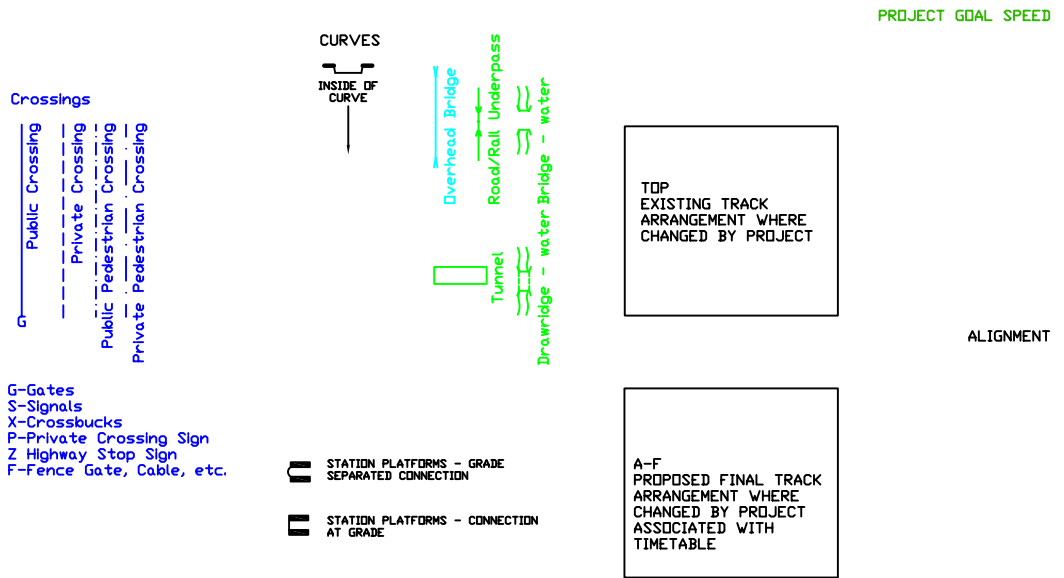 PROJECT GOAL SPEED
CURVES
INSIDE OF
CURVE
Crossings
Public Crossing
Private Crossing
Public Pedestrian Crossing
Private Pedestrian Crossing
G
G-Gates
S-Signals
X-Crossbucks
P-Private Crossing Sign
Z Highway Stop Sign
F-Fence Gate, Cable, etc.
Overhead Bridge
Road/Rail Underpass
Bridge - water
Tunnel
Drawridge - water
STATION PLATFORMS - GRADE
SEPARATED CONNECTION
STATION PLATFORMS - CONNECTION
AT GRADE
TOP
EXISTING TRACK
ARRANGEMENT WHERE
CHANGED BY PROJECT
ALIGNMENT
A-F
PROPOSED FINAL TRACK
ARRANGEMENT WHERE
CHANGED BY PROJECT
ASSOCIATED WITH
TIMETABLE